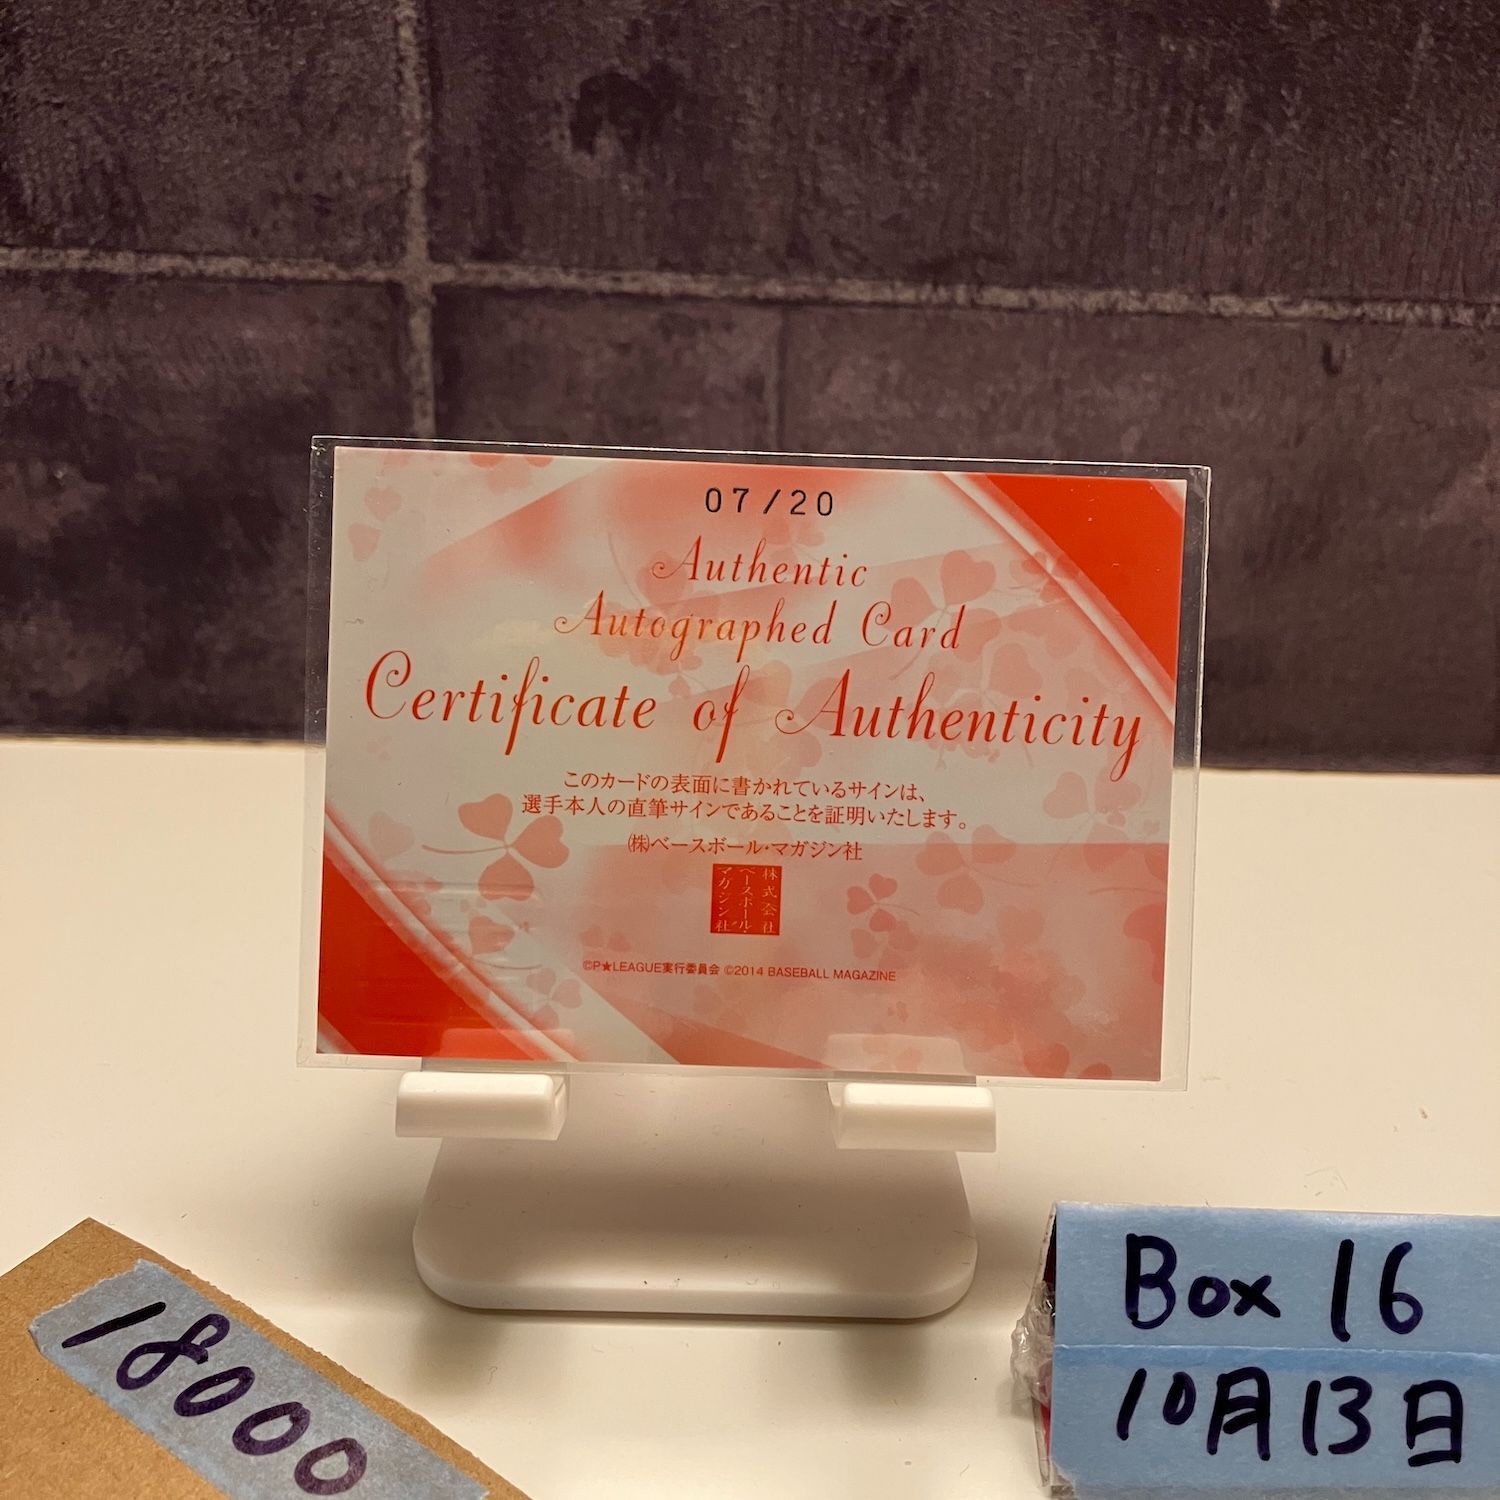 07/20
Authentic
Autographed Card
Certificate of Authenticity
このカードの表面に書かれているサインは、
選手本人の直筆サインであることを証明いたします。
㈱ベースボール・マガジン社
株式会社
ベースボール・
マガジン社
©P★LEAGUE実行委員会 ©2014 BASEBALL MAGAZINE
18000
Box 16
10月13日